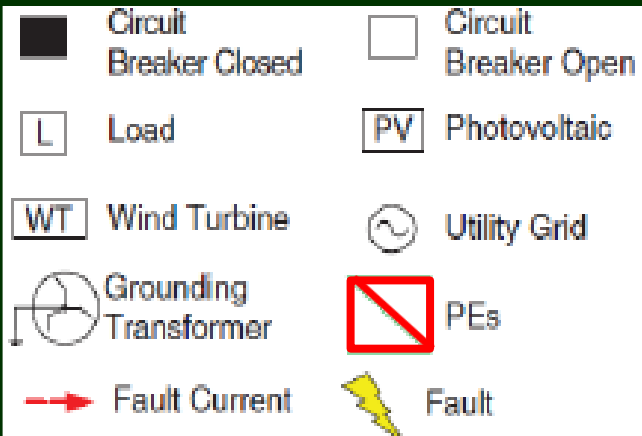 Circuit
Breaker Closed
Circuit
Breaker Open
L Load
PV Photovoltaic
WT Wind Turbine
Utility Grid
Grounding
Transformer
PEs
Fault Current
Fault